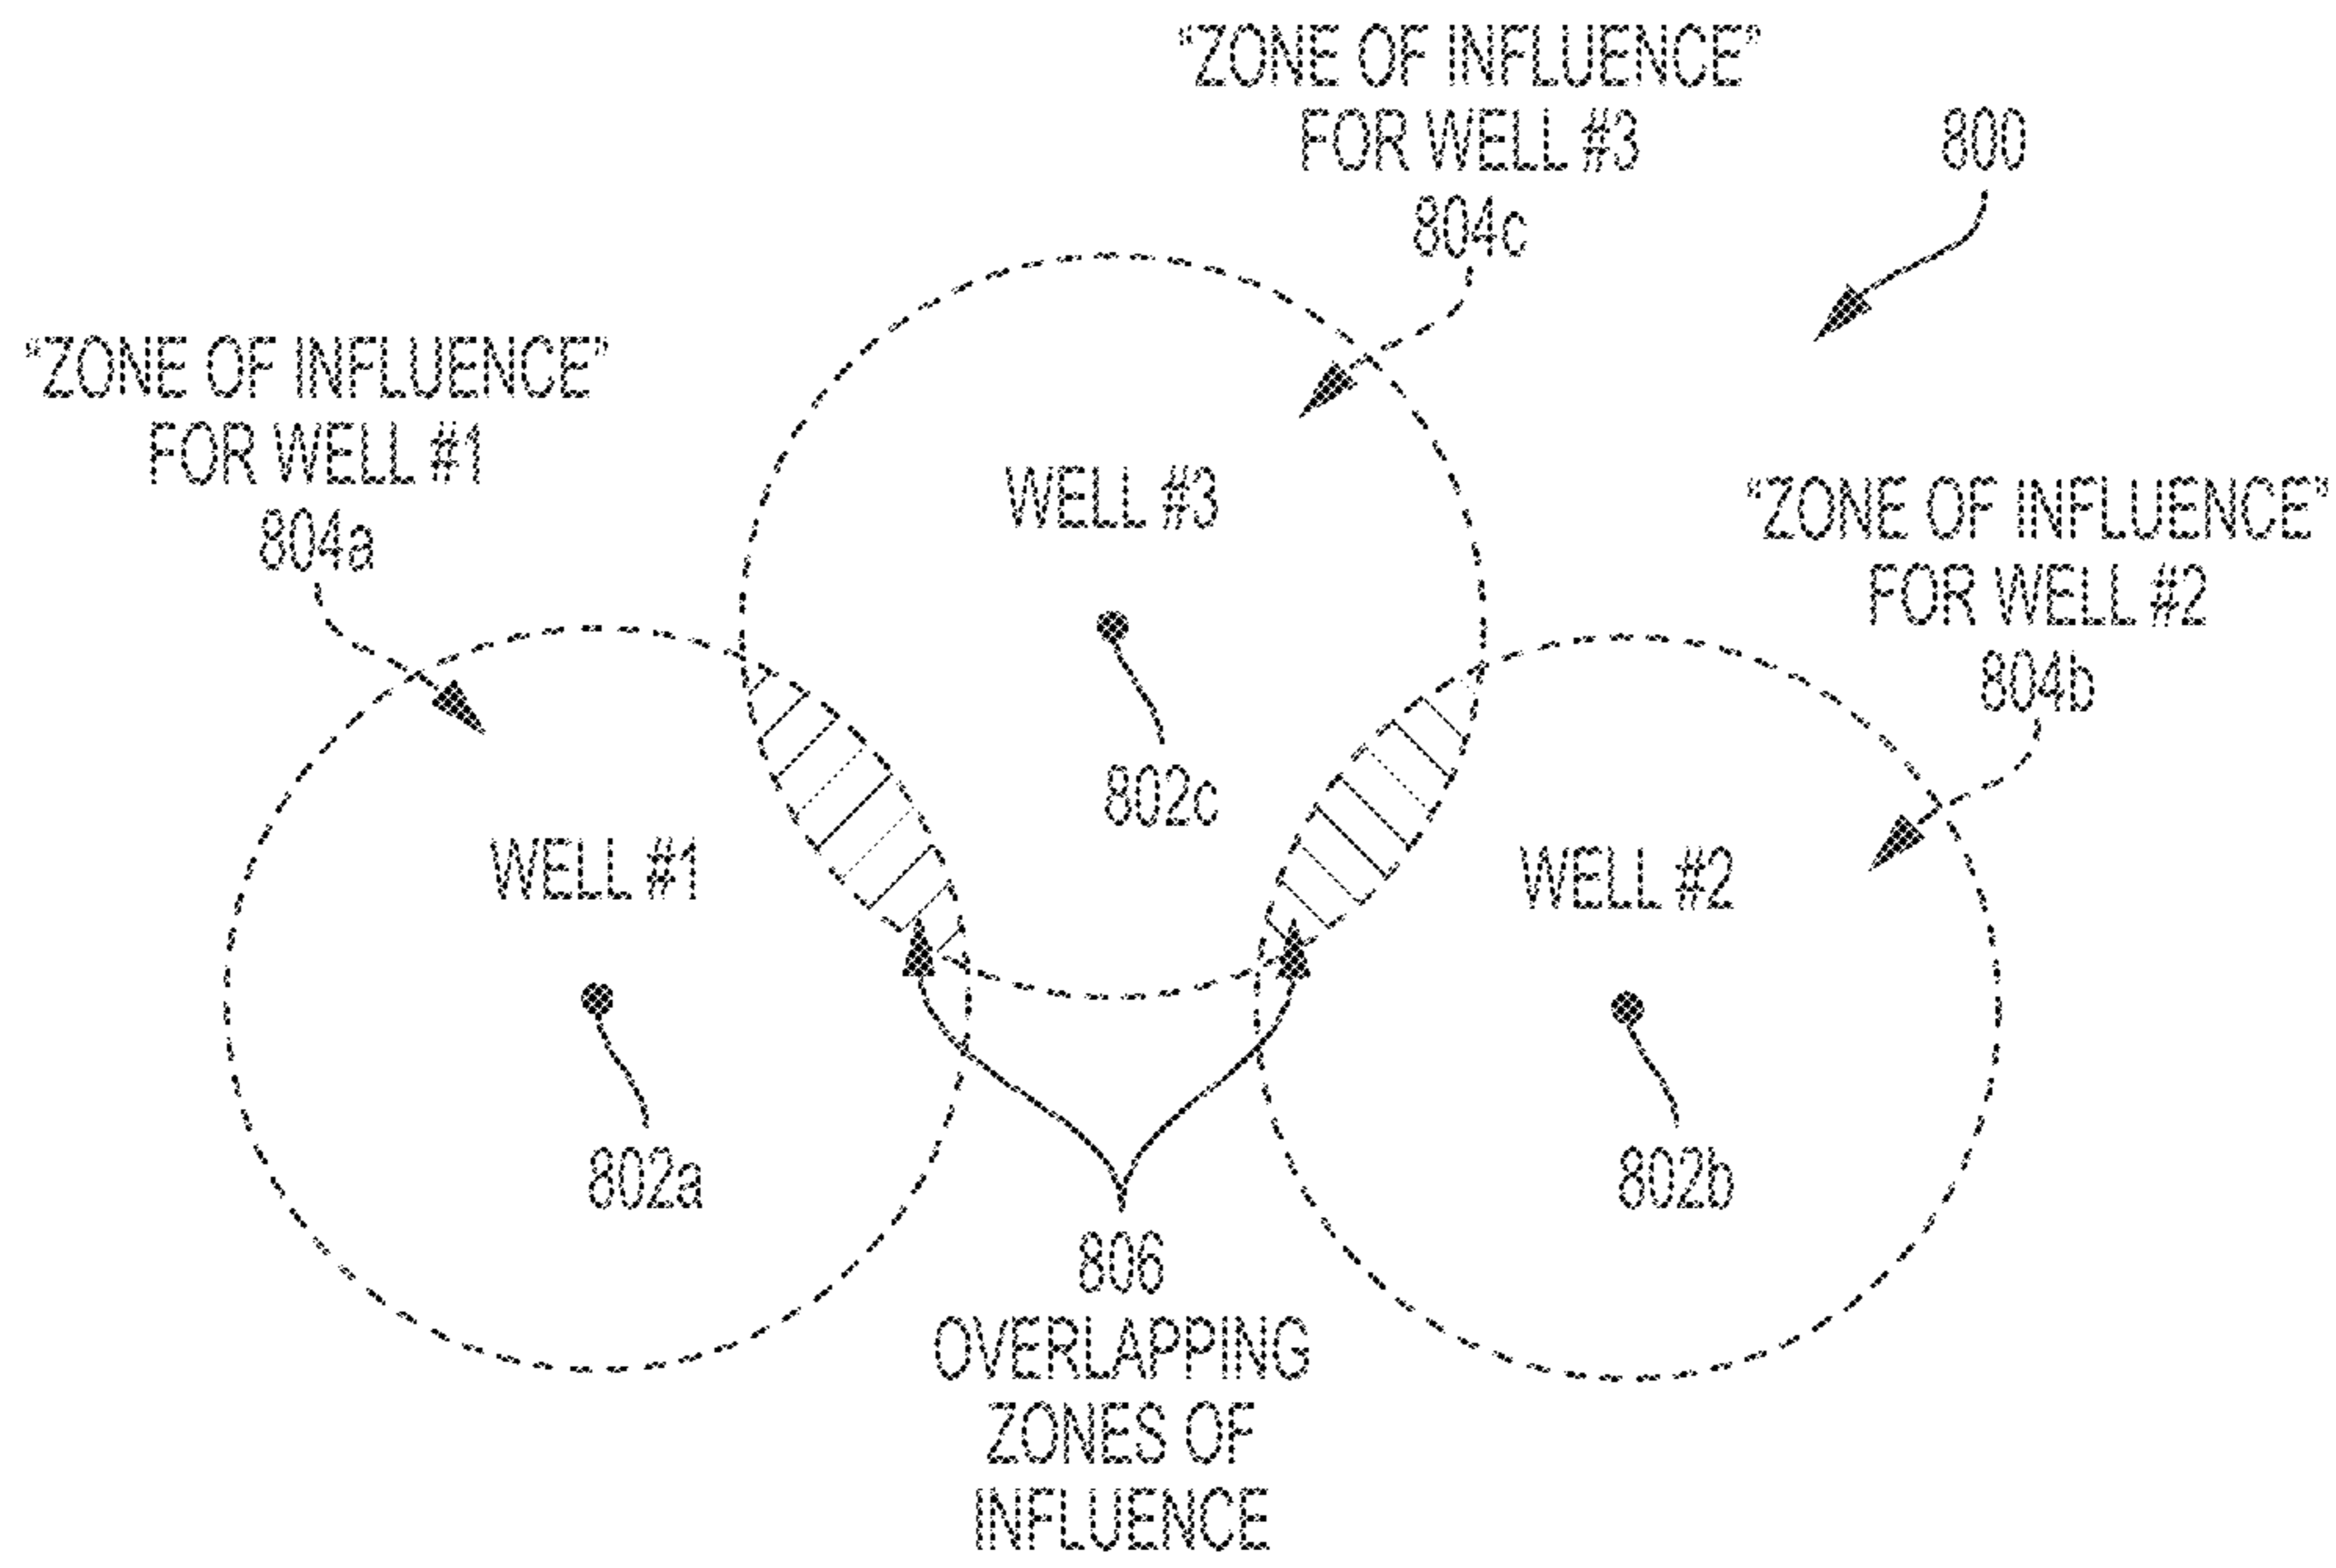 “ZONE OF INFLUENCE”
FOR WELL #3
804c
800
“ZONE OF INFLUENCE”
FOR WELL #1
804a
WELL #3
“ZONE OF INFLUENCE”
FOR WELL #2
804b
802c
WELL #1
WELL #2
802a
802b
806
OVERLAPPING
ZONES OF
INFLUENCE